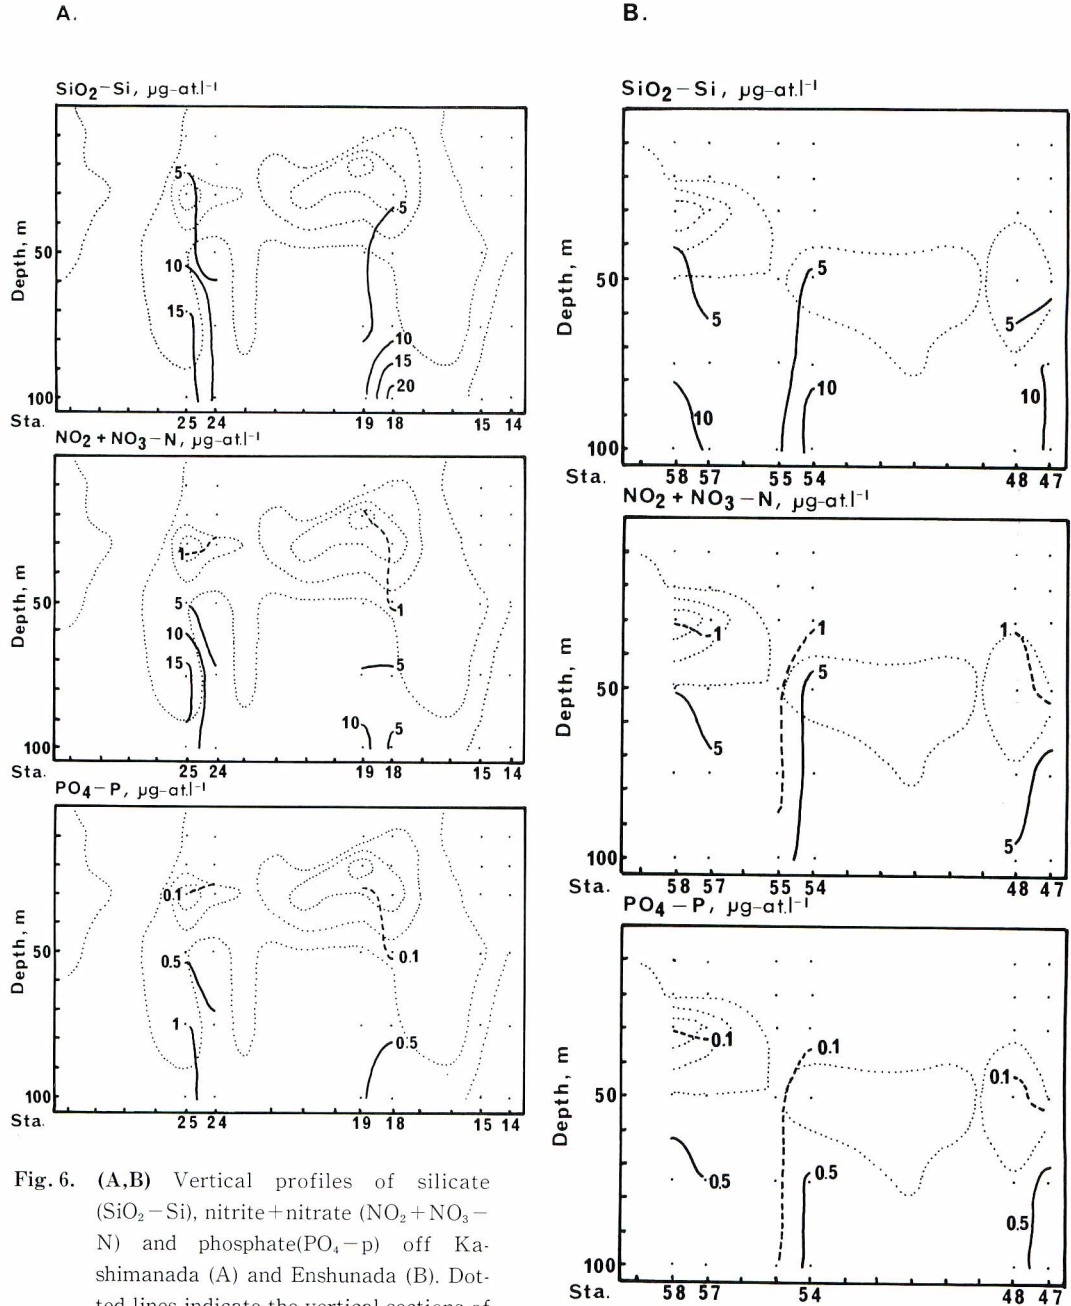 A.
SiO2−Si, µg-at.l⁻¹
5
5
10
15
10
15
20
50
100
Depth, m
Sta.
25 24 19 18 15 14
NO2+NO3−N, µg-at.l⁻¹
1
1
5
10
15
5
10
5
50
100
Depth, m
Sta.
25 24 19 18 15 14
PO4−P, µg-at.l⁻¹
0.1
0.1
0.5
1
0.5
50
100
Depth, m
Sta.
25 24 19 18 15 14
Fig. 6. (A,B) Vertical profiles of silicate
(SiO2−Si), nitrite+nitrate (NO2+NO3−
N) and phosphate(PO4−p) off Ka-
shimanada (A) and Enshunada (B). Dot-
ted lines indicate the vertical sections of
B.
SiO2−Si, µg-at.l⁻¹
5
5
5
10
10
10
50
100
Depth, m
Sta.
58 57 55 54 48 47
NO2+NO3−N, µg-at.l⁻¹
1
1
1
5
5
5
50
100
Depth, m
Sta.
58 57 55 54 48 47
PO4−P, µg-at.l⁻¹
0.1
0.1
0.1
0.5
0.5
0.5
50
100
Depth, m
Sta.
58 57 54 48 47